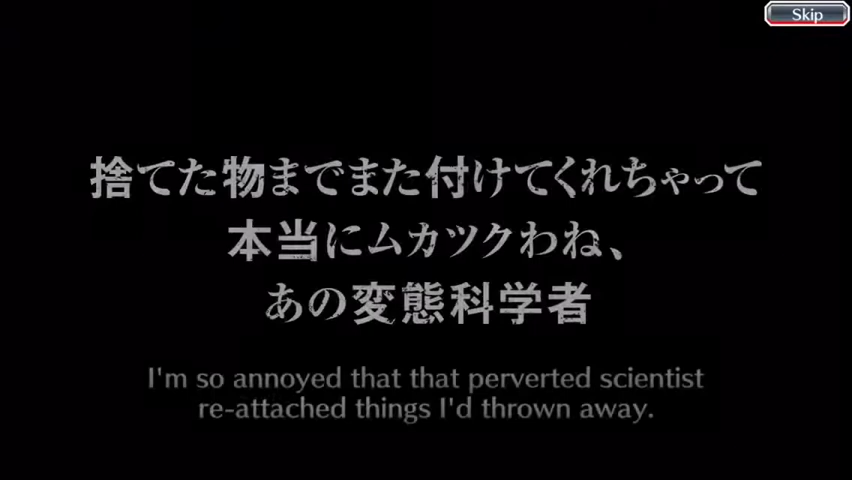 Skip
捨てた物までまた付けてくれちゃって
本当にムカツクわね、
あの変態科学者
I'm so annoyed that that perverted scientist
re-attached things I'd thrown away.